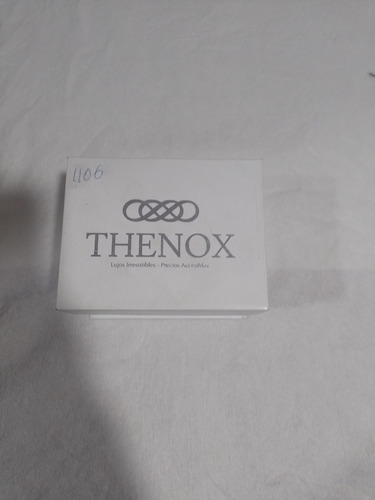 1106
THENOX
Lujos Irresistibles - Precios Accesibles